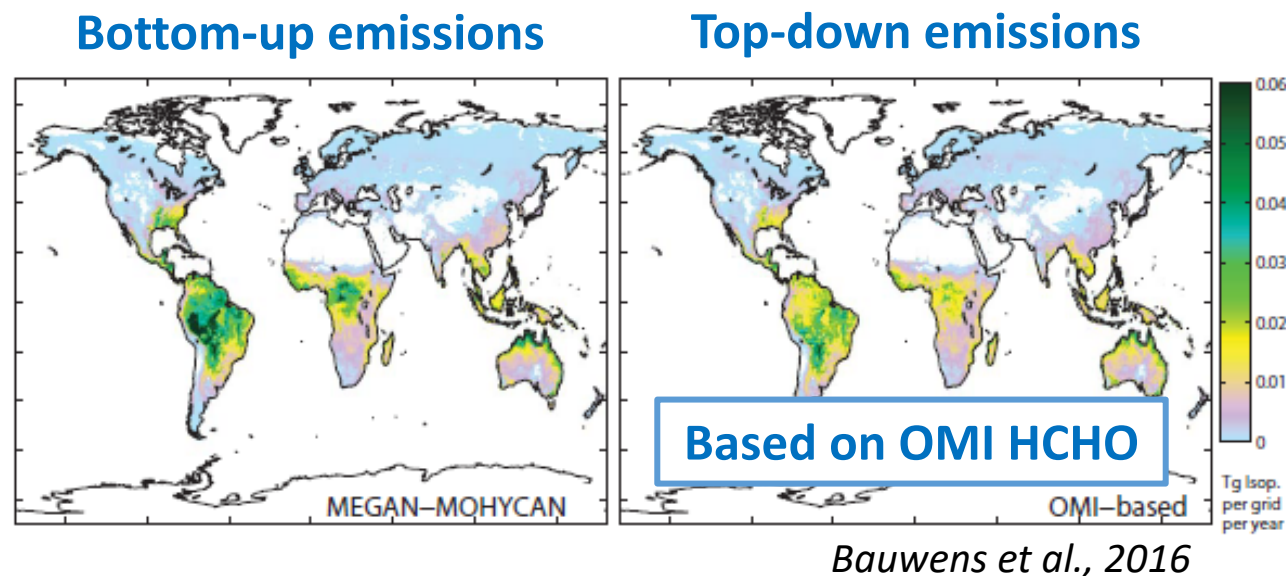 Bottom-up emissions
Top-down emissions
0.06
0.05
0.04
0.03
0.02
0.01
0
Based on OMI HCHO
MEGAN–MOHYCAN
OMI–based
Tg Isop.
per grid
per year
Bauwens et al., 2016